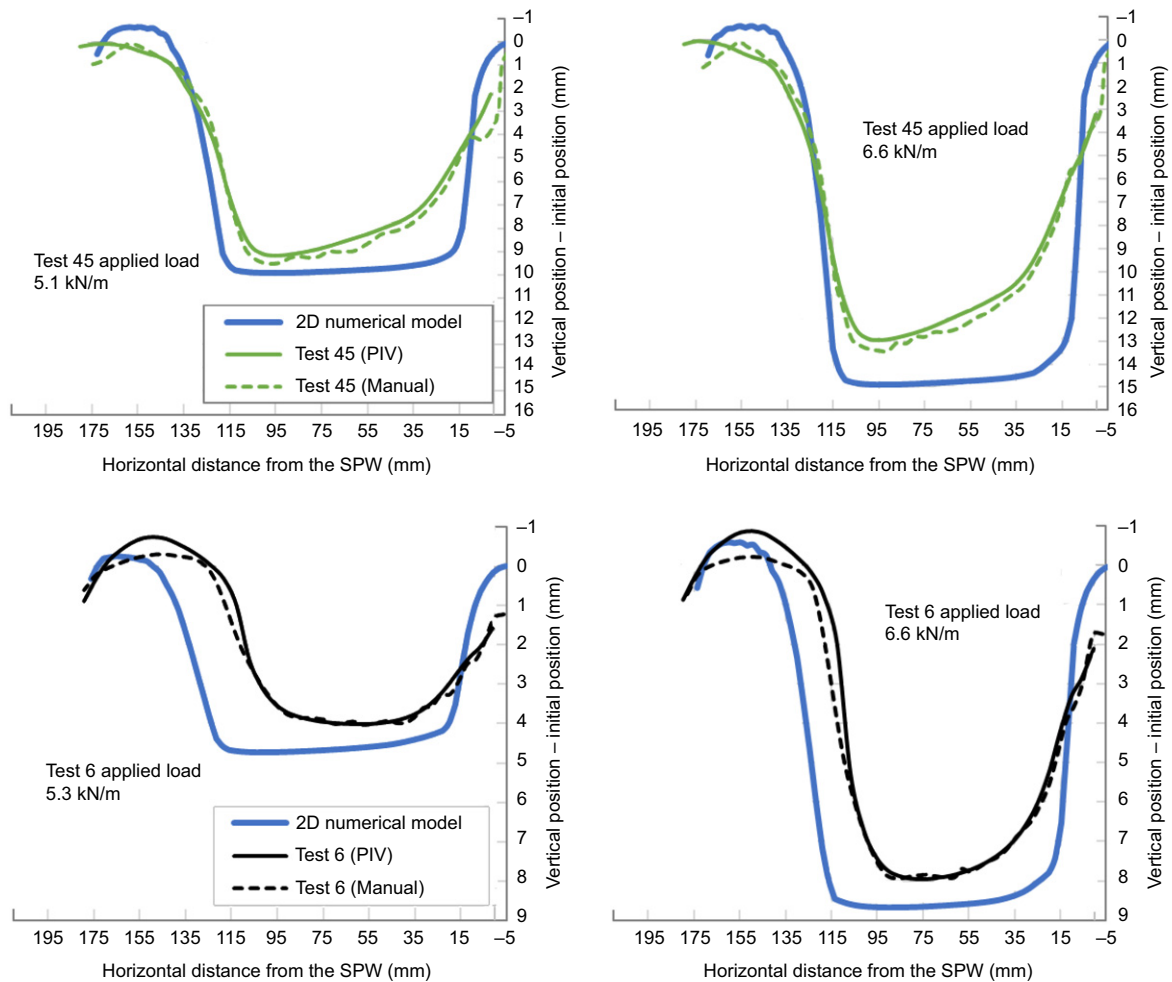 –1
0
1
2
3
4
5
6
7
8
9
10
11
12
13
14
15
16
Vertical position – initial position (mm)
Test 45 applied load
5.1 kN/m
2D numerical model
Test 45 (PIV)
Test 45 (Manual)
195 175 155 135 115 95 75 55 35 15 –5
Horizontal distance from the SPW (mm)
–1
0
1
2
3
4
5
6
7
8
9
10
11
12
13
14
15
16
Vertical position – initial position (mm)
Test 45 applied load
6.6 kN/m
195 175 155 135 115 95 75 55 35 15 –5
Horizontal distance from the SPW (mm)
–1
0
1
2
3
4
5
6
7
8
9
Vertical position – initial position (mm)
Test 6 applied load
5.3 kN/m
2D numerical model
Test 6 (PIV)
Test 6 (Manual)
195 175 155 135 115 95 75 55 35 15 –5
Horizontal distance from the SPW (mm)
–1
0
1
2
3
4
5
6
7
8
9
Vertical position – initial position (mm)
Test 6 applied load
6.6 kN/m
195 175 155 135 115 95 75 55 35 15 –5
Horizontal distance from the SPW (mm)